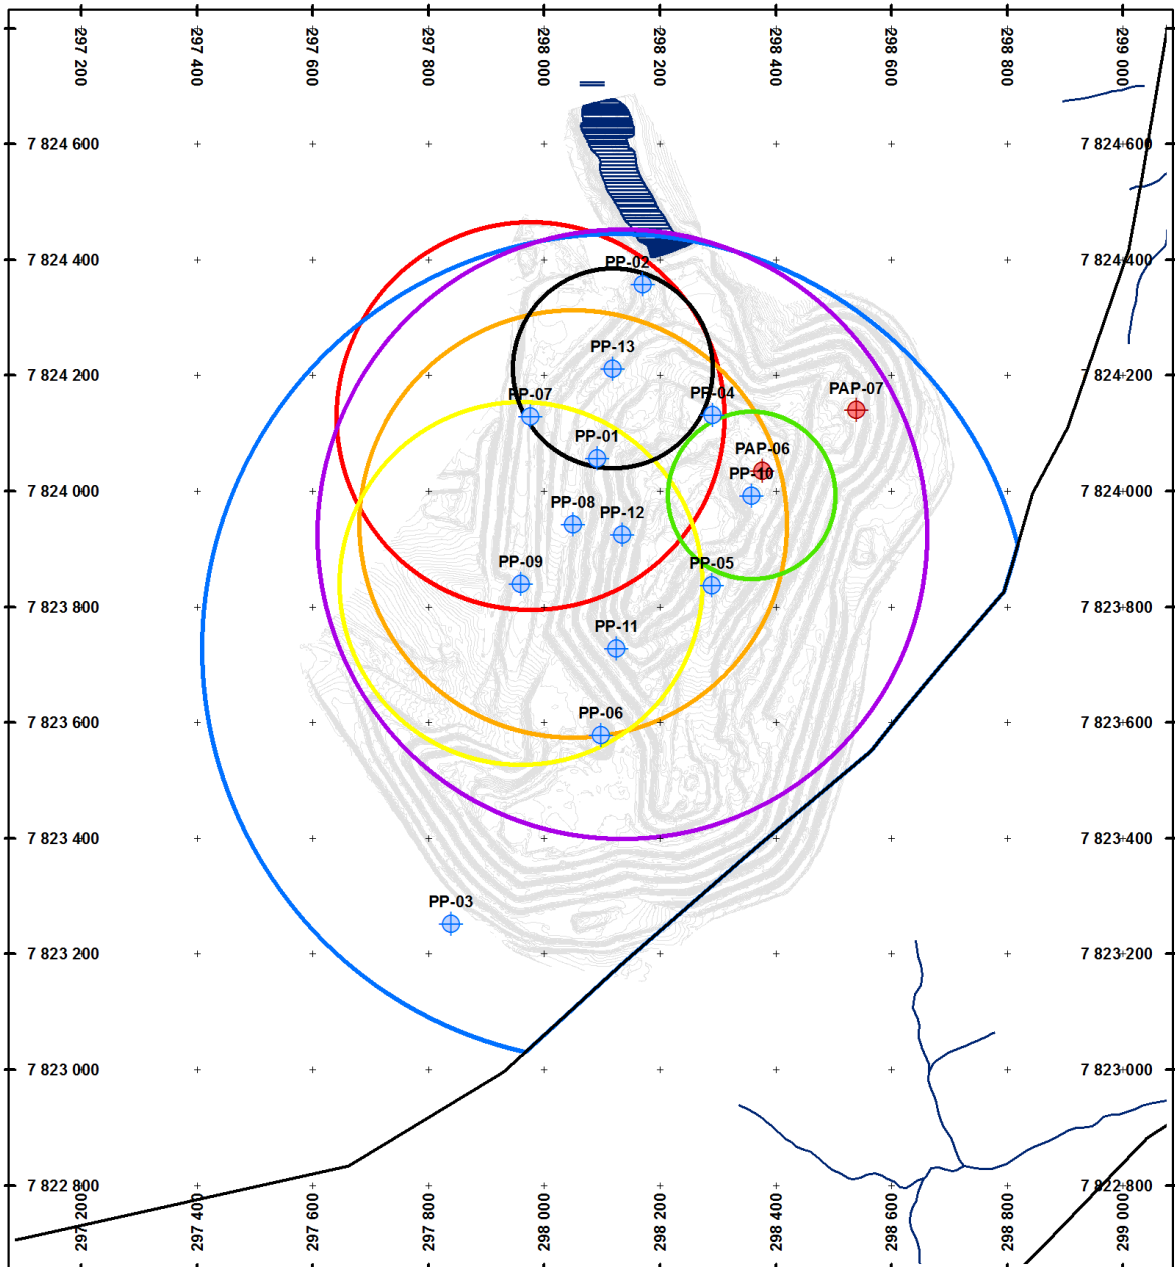 297 200
297 400
297 600
297 800
298 000
298 200
298 400
298 600
298 800
299 000
7 824 600
7 824 600
7 824 400
7 824 400
PP-02
7 824 200
7 824 200
PP-13
PP-07
PP-04
PAP-07
PP-01
PAP-06
PP-10
7 824 000
7 824 000
PP-08
PP-12
PP-09
PP-05
7 823 800
7 823 800
PP-11
PP-06
7 823 600
7 823 600
7 823 400
7 823 400
PP-03
7 823 200
7 823 200
7 823 000
7 823 000
7 822 800
7 822 800
297 200
297 400
297 600
297 800
298 000
298 200
298 400
298 600
298 800
299 000